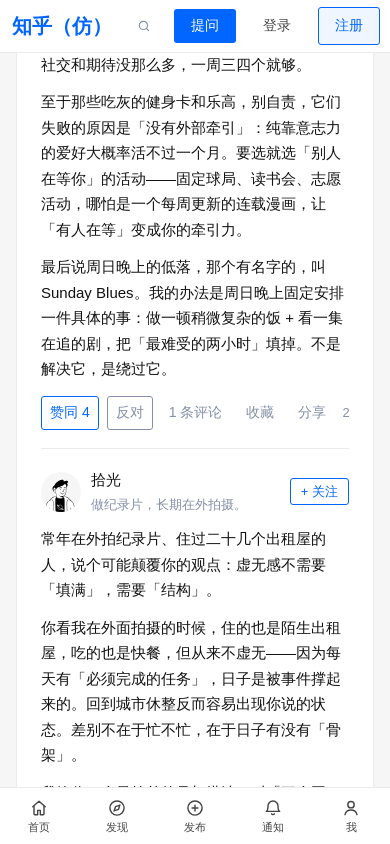 知乎（仿）
提问
登录
注册
社交和期待没那么多，一周三四个就够。
至于那些吃灰的健身卡和乐高，别自责，它们
失败的原因是「没有外部牵引」：纯靠意志力
的爱好大概率活不过一个月。要选就选「别人
在等你」的活动——固定球局、读书会、志愿
活动，哪怕是一个每周更新的连载漫画，让
「有人在等」变成你的牵引力。
最后说周日晚上的低落，那个有名字的，叫
Sunday Blues。我的办法是周日晚上固定安排
一件具体的事：做一顿稍微复杂的饭 + 看一集
在追的剧，把「最难受的两小时」填掉。不是
解决它，是绕过它。
赞同 4
反对
1 条评论
收藏
分享
2
拾光
做纪录片，长期在外拍摄。
+ 关注
常年在外拍纪录片、住过二十几个出租屋的
人，说个可能颠覆你的观点：虚无感不需要
「填满」，需要「结构」。
你看我在外面拍摄的时候，住的也是陌生出租
屋，吃的也是快餐，但从来不虚无——因为每
天有「必须完成的任务」，日子是被事件撑起
来的。回到城市休整反而容易出现你说的状
态。差别不在于忙不忙，在于日子有没有「骨
架」。
首页
发现
发布
通知
我